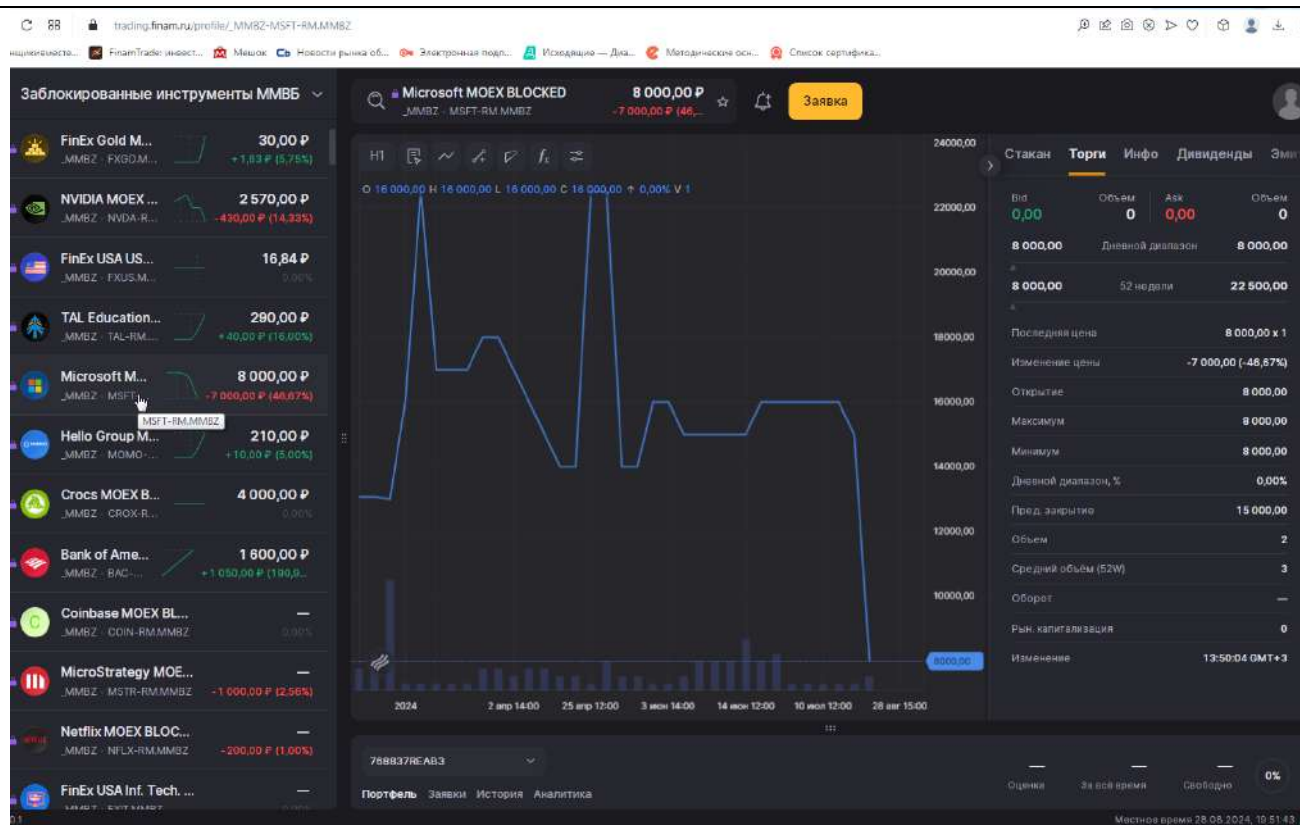 trading.finam.ru/profile/_MMBZ-MSFT-RM.MMBZ
FinamTrade: инвест... Мешок Новости рынка об... Электронная подп... Исходящие — Диа... Методические осн... Список сертифика...
Заблокированные инструменты ММВБ
FinEx Gold M... 30,00 ₽
_MMBZ · FXGD.M... +1,63 ₽ (5,75%)
NVIDIA MOEX ... 2 570,00 ₽
_MMBZ · NVDA-R... -430,00 ₽ (14,33%)
FinEx USA US... 16,84 ₽
_MMBZ · FXUS.M... 0,00%
TAL Education... 290,00 ₽
_MMBZ · TAL-RM.... +40,00 ₽ (16,00%)
Microsoft M... 8 000,00 ₽
_MMBZ · MSFT -7 000,00 ₽ (46,67%)
MSFT-RM.MMBZ
Hello Group M... 210,00 ₽
_MMBZ · MOMO-... +10,00 ₽ (5,00%)
Crocs MOEX B... 4 000,00 ₽
_MMBZ · CROX-R... 0,00%
Bank of Ame... 1 600,00 ₽
_MMBZ · BAC-... +1 050,00 ₽ (190,9...
Coinbase MOEX BL... —
_MMBZ · COIN-RM.MMBZ 0,00%
MicroStrategy MOE... —
_MMBZ · MSTR-RM.MMBZ -1 000,00 ₽ (2,56%)
Netflix MOEX BLOC... —
_MMBZ · NFLX-RM.MMBZ -200,00 ₽ (1,00%)
FinEx USA Inf. Tech. ... —
Microsoft MOEX BLOCKED 8 000,00 ₽
_MMBZ · MSFT-RM.MMBZ -7 000,00 ₽ (46,...
Заявка
H1
O 16 000,00 H 16 000,00 L 16 000,00 C 16 000,00 0,00% V 1
24000,00
22000,00
20000,00
18000,00
16000,00
14000,00
12000,00
10000,00
8000,00
2024 2 апр 14:00 25 апр 12:00 3 июн 14:00 14 июн 12:00 10 июл 12:00 28 авг 15:00
768837REAB3
Портфель Заявки История Аналитика
Стакан Торги Инфо Дивиденды
Bid Объем Ask Объем
0,00 0 0,00 0
8 000,00 Дневной диапазон 8 000,00
8 000,00 52 недели 22 500,00
Последняя цена 8 000,00 x 1
Изменение цены -7 000,00 (-46,67%)
Открытие 8 000,00
Максимум 8 000,00
Минимум 8 000,00
Дневной диапазон, % 0,00%
Пред. закрытие 15 000,00
Объем 2
Средний объём (52W) 3
Оборот —
Рын. капитализация 0
Изменение 13:50:04 GMT+3
— — —
Оценка За всё время Свободно
0%
Местное время 28.08.2024, 19:51:43